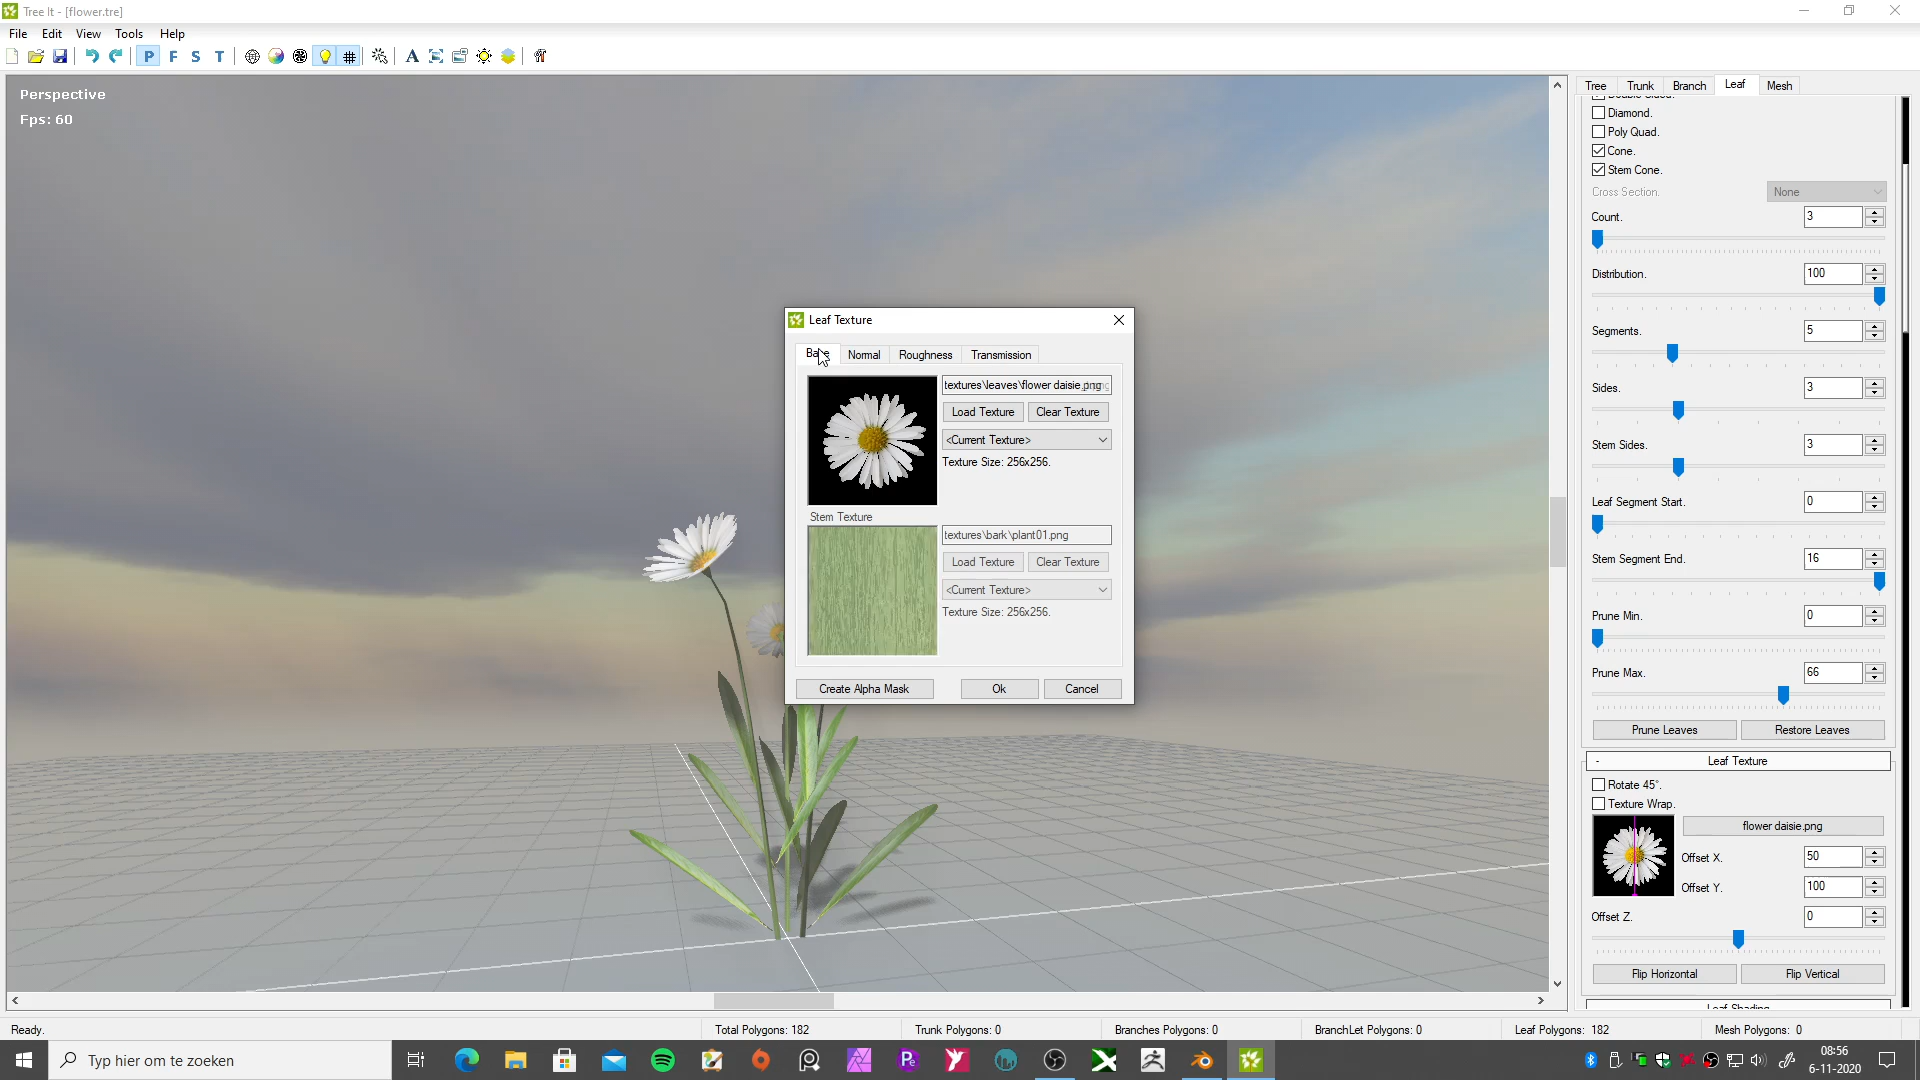 Tree It - [flower.tre]
File Edit View Tools Help
P F S T A
Perspective
Fps: 60
Tree Trunk Branch Leaf Mesh
Diamond.
Poly Quad.
Cone.
Stem Cone.
Cross Section. None
Count. 3
Distribution. 100
Segments. 5
Sides. 3
Stem Sides. 3
Leaf Segment Start. 0
Stem Segment End. 16
Prune Min. 0
Prune Max. 66
Prune Leaves Restore Leaves
- Leaf Texture
Rotate 45°.
Texture Wrap.
flower daisie.png
Offset X. 50
Offset Y. 100
Offset Z. 0
Flip Horizontal Flip Vertical
Leaf Shading
Leaf Texture
Base Normal Roughness Transmission
textures\leaves\flower daisie.png
Load Texture Clear Texture
<Current Texture>
Texture Size: 256x256.
Stem Texture
textures\bark\plant01.png
Load Texture Clear Texture
<Current Texture>
Texture Size: 256x256.
Create Alpha Mask Ok Cancel
Ready. Total Polygons: 182 Trunk Polygons: 0 Branches Polygons: 0 BranchLet Polygons: 0 Leaf Polygons: 182 Mesh Polygons: 0
Typ hier om te zoeken
08:56
6-11-2020